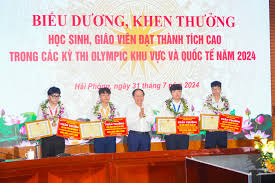 BIỂU DƯƠNG, KHEN THƯỞNG
HỌC SINH, GIÁO VIÊN ĐẠT THÀNH TÍCH CAO
TRONG CÁC KỲ THI OLYMPIC KHU VỰC VÀ QUỐC TẾ NĂM 2024
Hải Phòng, ngày 31 tháng 7 năm 2024